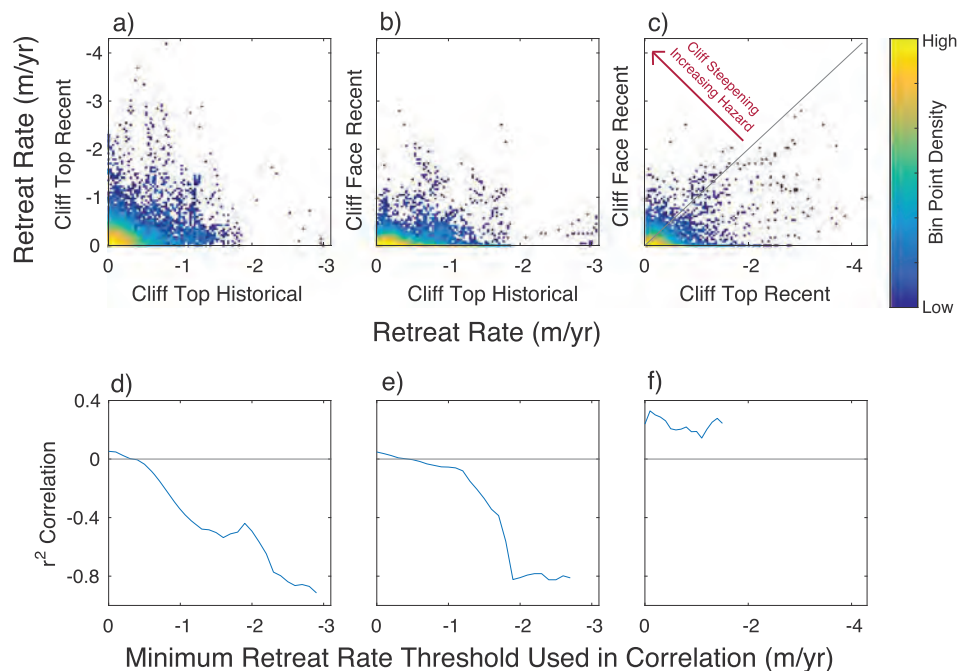 a)
b)
c)
Retreat Rate (m/yr)
Cliff Top Recent
-4
-3
-2
-1
0
0
-1
-2
-3
Cliff Top Historical
Cliff Face Recent
0
-1
-2
-3
Cliff Top Historical
Cliff Face Recent
Cliff Steepening
Increasing Hazard
0
-2
-4
Cliff Top Recent
High
Bin Point Density
Low
Retreat Rate (m/yr)
d)
e)
f)
r² Correlation
0.4
0
-0.4
-0.8
0
-1
-2
-3
0
-1
-2
-3
0
-2
-4
Minimum Retreat Rate Threshold Used in Correlation (m/yr)